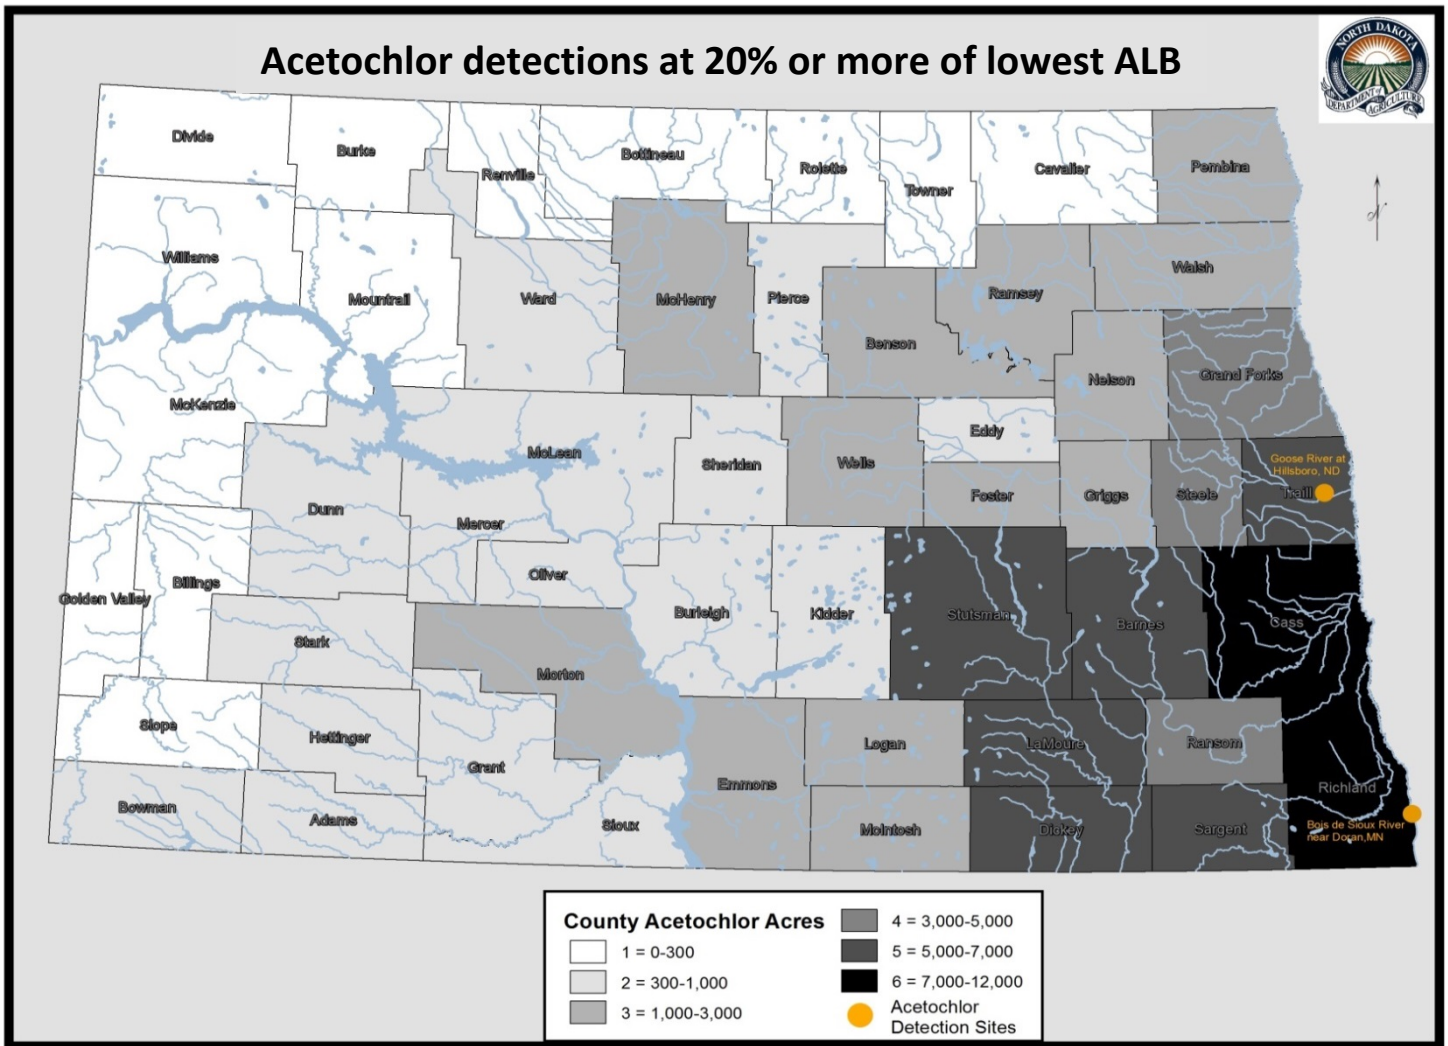 Acetochlor detections at 20% or more of lowest ALB
NORTH DAKOTA
DEPARTMENT of AGRICULTURE
N
Divide
Burke
Renville
Bottineau
Rolette
Towner
Cavalier
Pembina
Williams
Mountrail
Ward
McHenry
Pierce
Benson
Ramsey
Walsh
McKenzie
Nelson
Grand Forks
McLean
Sheridan
Wells
Eddy
Foster
Griggs
Steele
Goose River at
Hillsboro, ND
Traill
Dunn
Mercer
Oliver
Golden Valley
Billings
Burleigh
Kidder
Stutsman
Barnes
Cass
Stark
Morton
Slope
Hettinger
Grant
Logan
LaMoure
Ransom
Bowman
Adams
Sioux
Emmons
McIntosh
Dickey
Sargent
Richland
Bois de Sioux River
near Doran,MN
County Acetochlor Acres
1 = 0-300
2 = 300-1,000
3 = 1,000-3,000
4 = 3,000-5,000
5 = 5,000-7,000
6 = 7,000-12,000
Acetochlor
Detection Sites